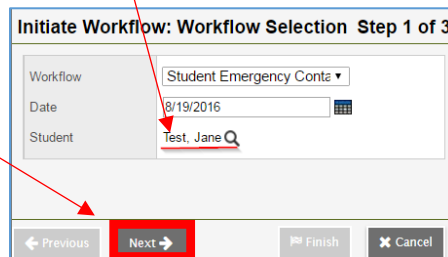 Initiate Workflow: Workflow Selection Step 1 of 3
Workflow Student Emergency Conta
Date 8/19/2016
Student Test, Jane
Previous Next Finish Cancel